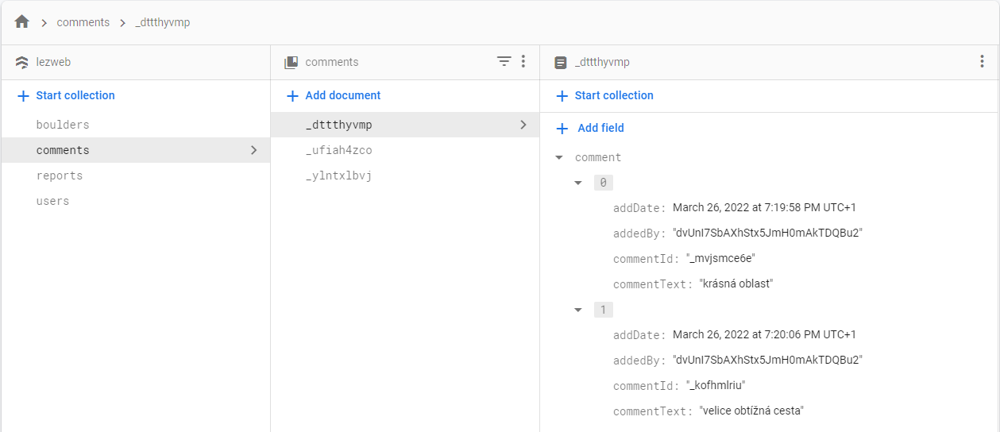 comments
_dttthyvmp
lezweb
comments
_dttthyvmp
Start collection
Add document
Start collection
boulders
comments
reports
users
_dttthyvmp
_ufiah4zco
_ylntxlbvj
Add field
comment
0
addDate: March 26, 2022 at 7:19:58 PM UTC+1
addedBy: "dvUnI7SbAXhStx5JmH0mAkTDQBu2"
commentId: "_mvjsmce6e"
commentText: "krásná oblast"
1
addDate: March 26, 2022 at 7:20:06 PM UTC+1
addedBy: "dvUnI7SbAXhStx5JmH0mAkTDQBu2"
commentId: "_kofhmlriu"
commentText: "velice obtížná cesta"